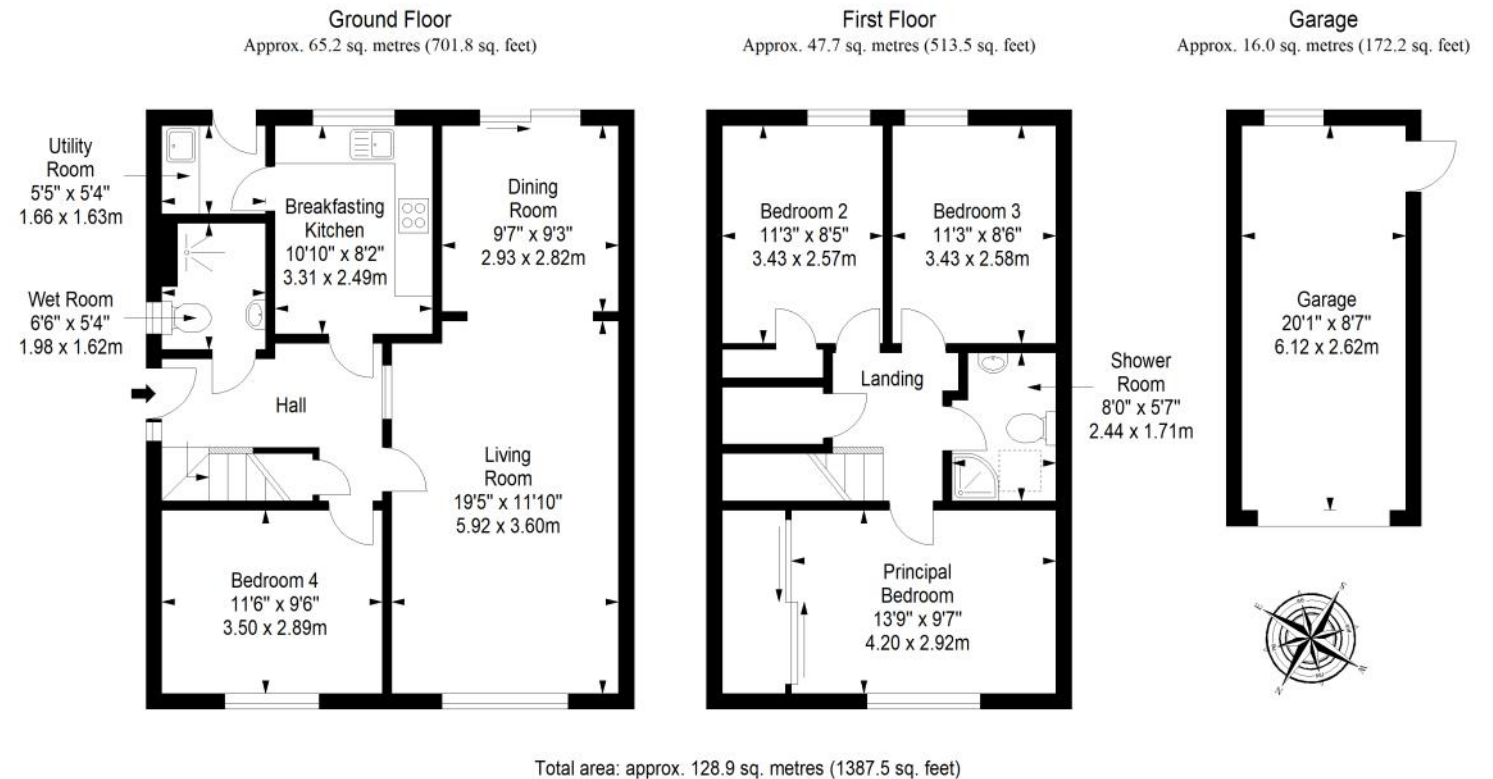 Ground Floor
Approx. 65.2 sq. metres (701.8 sq. feet)
First Floor
Approx. 47.7 sq. metres (513.5 sq. feet)
Garage
Approx. 16.0 sq. metres (172.2 sq. feet)
Utility
Room
5'5" x 5'4"
1.66 x 1.63m
Breakfasting
Kitchen
10'10" x 8'2"
3.31 x 2.49m
Dining
Room
9'7" x 9'3"
2.93 x 2.82m
Wet Room
6'6" x 5'4"
1.98 x 1.62m
Hall
Living
Room
19'5" x 11'10"
5.92 x 3.60m
Bedroom 4
11'6" x 9'6"
3.50 x 2.89m
Bedroom 2
11'3" x 8'5"
3.43 x 2.57m
Bedroom 3
11'3" x 8'6"
3.43 x 2.58m
Landing
Shower
Room
8'0" x 5'7"
2.44 x 1.71m
Principal
Bedroom
13'9" x 9'7"
4.20 x 2.92m
Garage
20'1" x 8'7"
6.12 x 2.62m
S
E
W
N
Total area: approx. 128.9 sq. metres (1387.5 sq. feet)